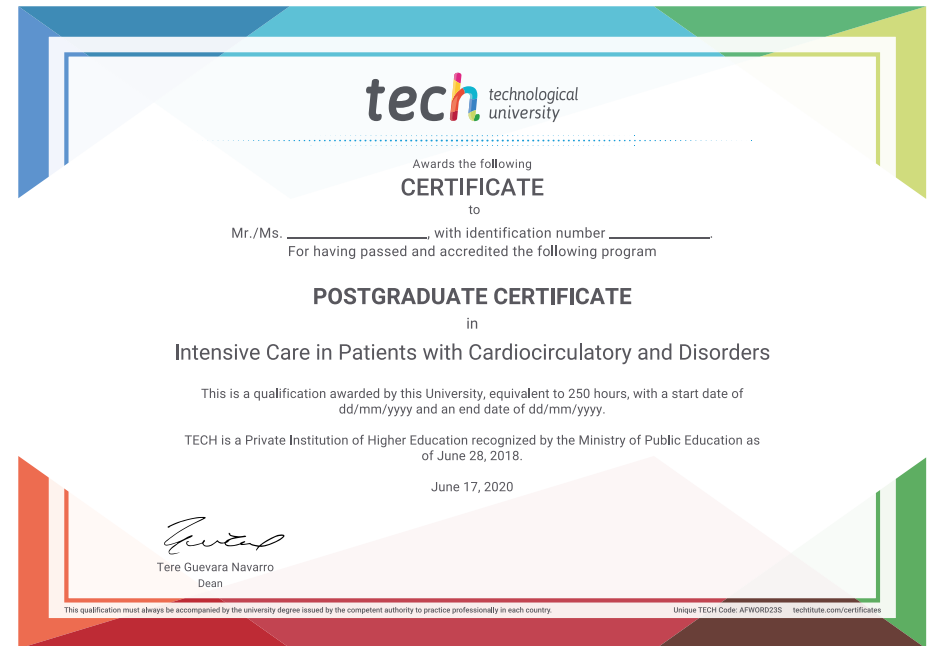 tech technological
university
Awards the following
CERTIFICATE
to
Mr./Ms. ____________, with identification number ____________.
For having passed and accredited the following program
POSTGRADUATE CERTIFICATE
in
Intensive Care in Patients with Cardiocirculatory and Disorders
This is a qualification awarded by this University, equivalent to 250 hours, with a start date of
dd/mm/yyyy and an end date of dd/mm/yyyy.
TECH is a Private Institution of Higher Education recognized by the Ministry of Public Education as
of June 28, 2018.
June 17, 2020
Tere Guevara Navarro
Dean
This qualification must always be accompanied by the university degree issued by the competent authority to practice professionally in each country.
Unique TECH Code: AFWORD23S techtitute.com/certificates